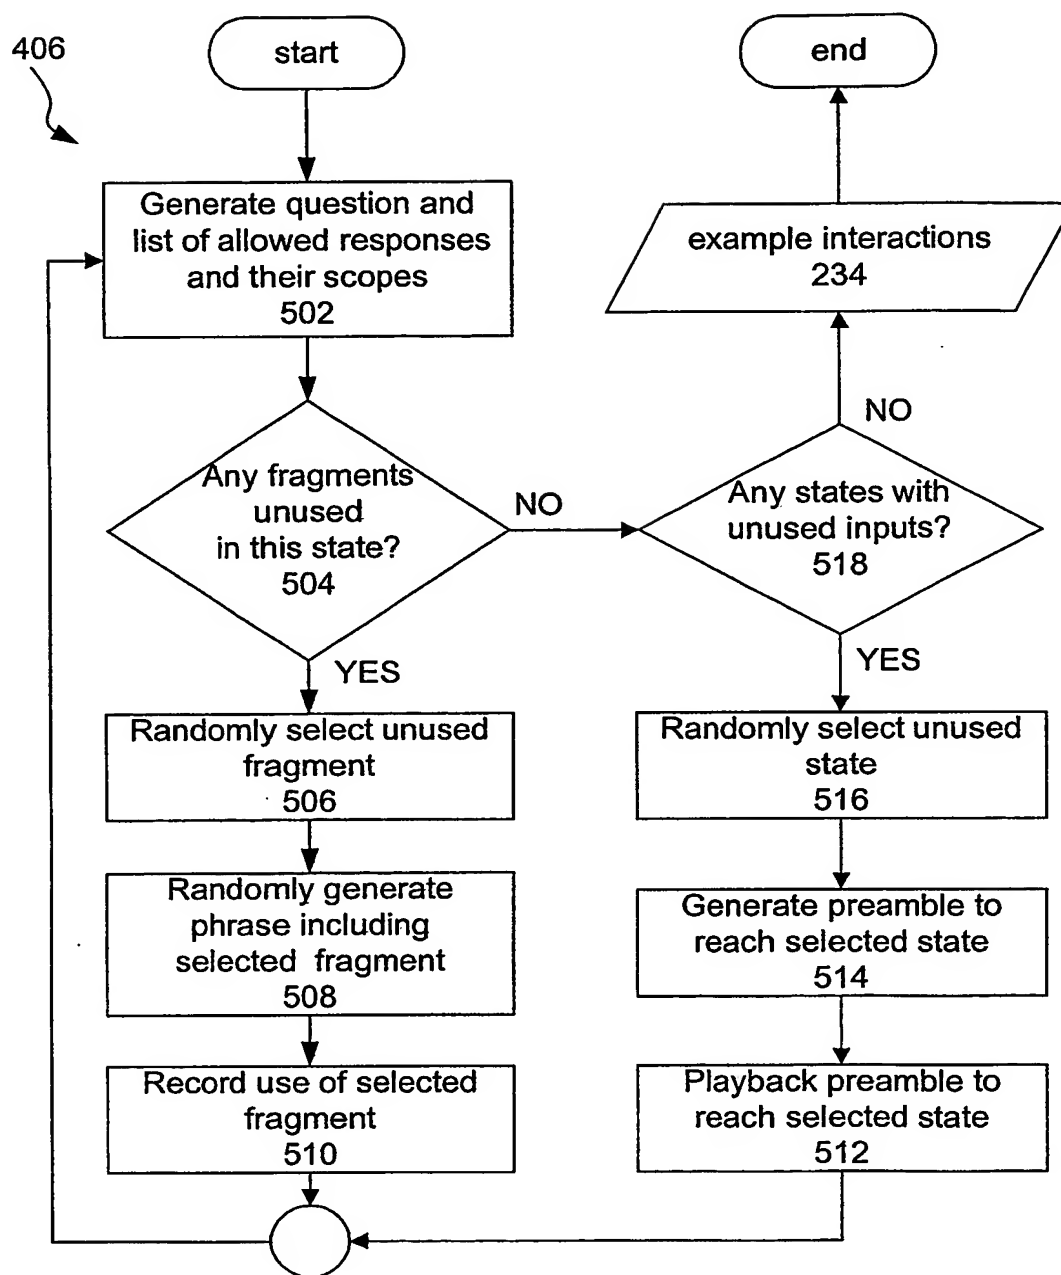 406
start
Generate question and
list of allowed responses
and their scopes
502
Any fragments
unused
in this state?
504
NO
YES
Randomly select unused
fragment
506
Randomly generate
phrase including
selected fragment
508
Record use of selected
fragment
510
end
example interactions
234
NO
Any states with
unused inputs?
518
YES
Randomly select unused
state
516
Generate preamble to
reach selected state
514
Playback preamble to
reach selected state
512